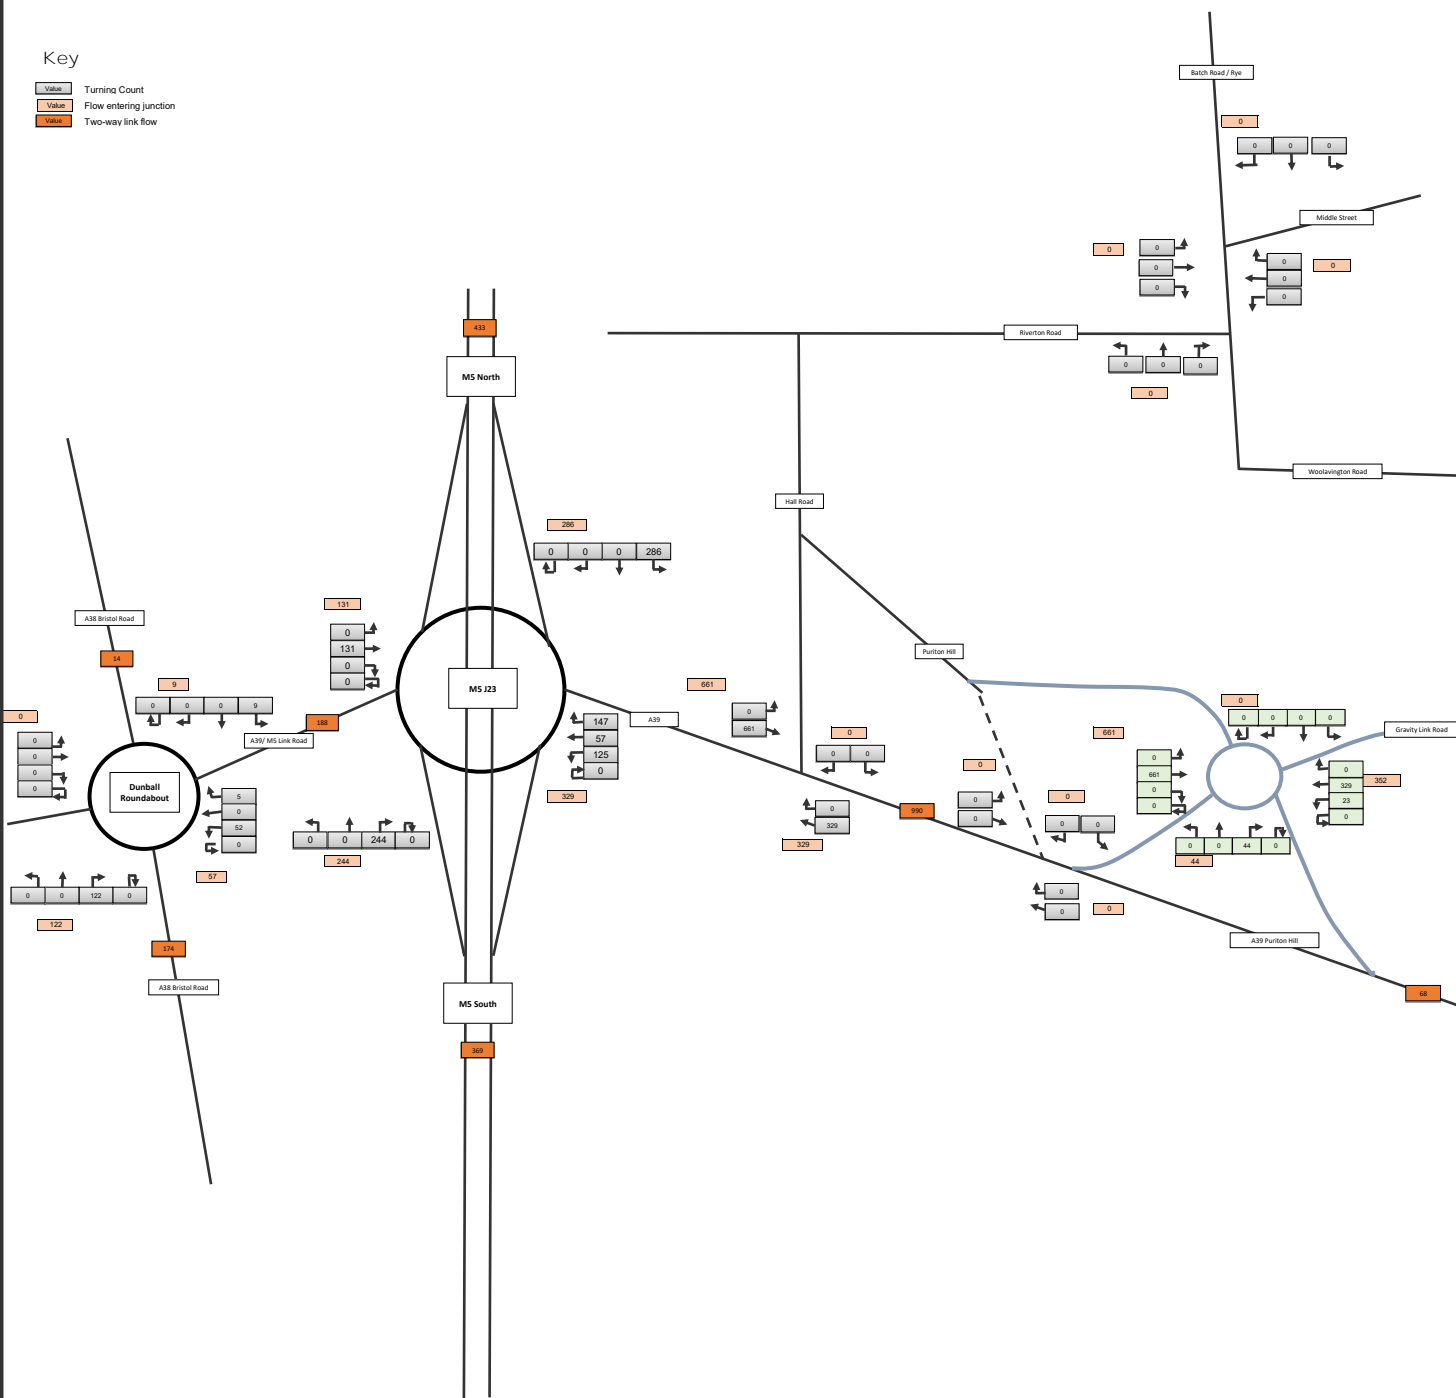 Key
Value Turning Count
Value Flow entering junction
Value Two-way link flow
Batch Road / Rye
0
0 0 0
Middle Street
0
0
0
0
0
0
0
0
Riverton Road
0 0 0
0
Woolavington Road
433
M5 North
Hall Road
286
0 0 0 286
131
0
131
0
0
A38 Bristol Road
14
9
0 0 0 9
0
0
0
0
0
188
A39/ M5 Link Road
M5 J23
147
57
125
0
329
A39
661
0
661
Puriton Hill
0
0 0
0
329
329
990
0
0
0
0
0 0
0
0
0
661
0
661
0
0
0
0 0 0 0
Gravity Link Road
0
329
23
0
352
0 0 44 0
44
Dunball
Roundabout
5
0
52
0
57
0 0 244 0
244
0 0 122 0
122
174
A38 Bristol Road
A39 Puriton Hill
68
M5 South
369